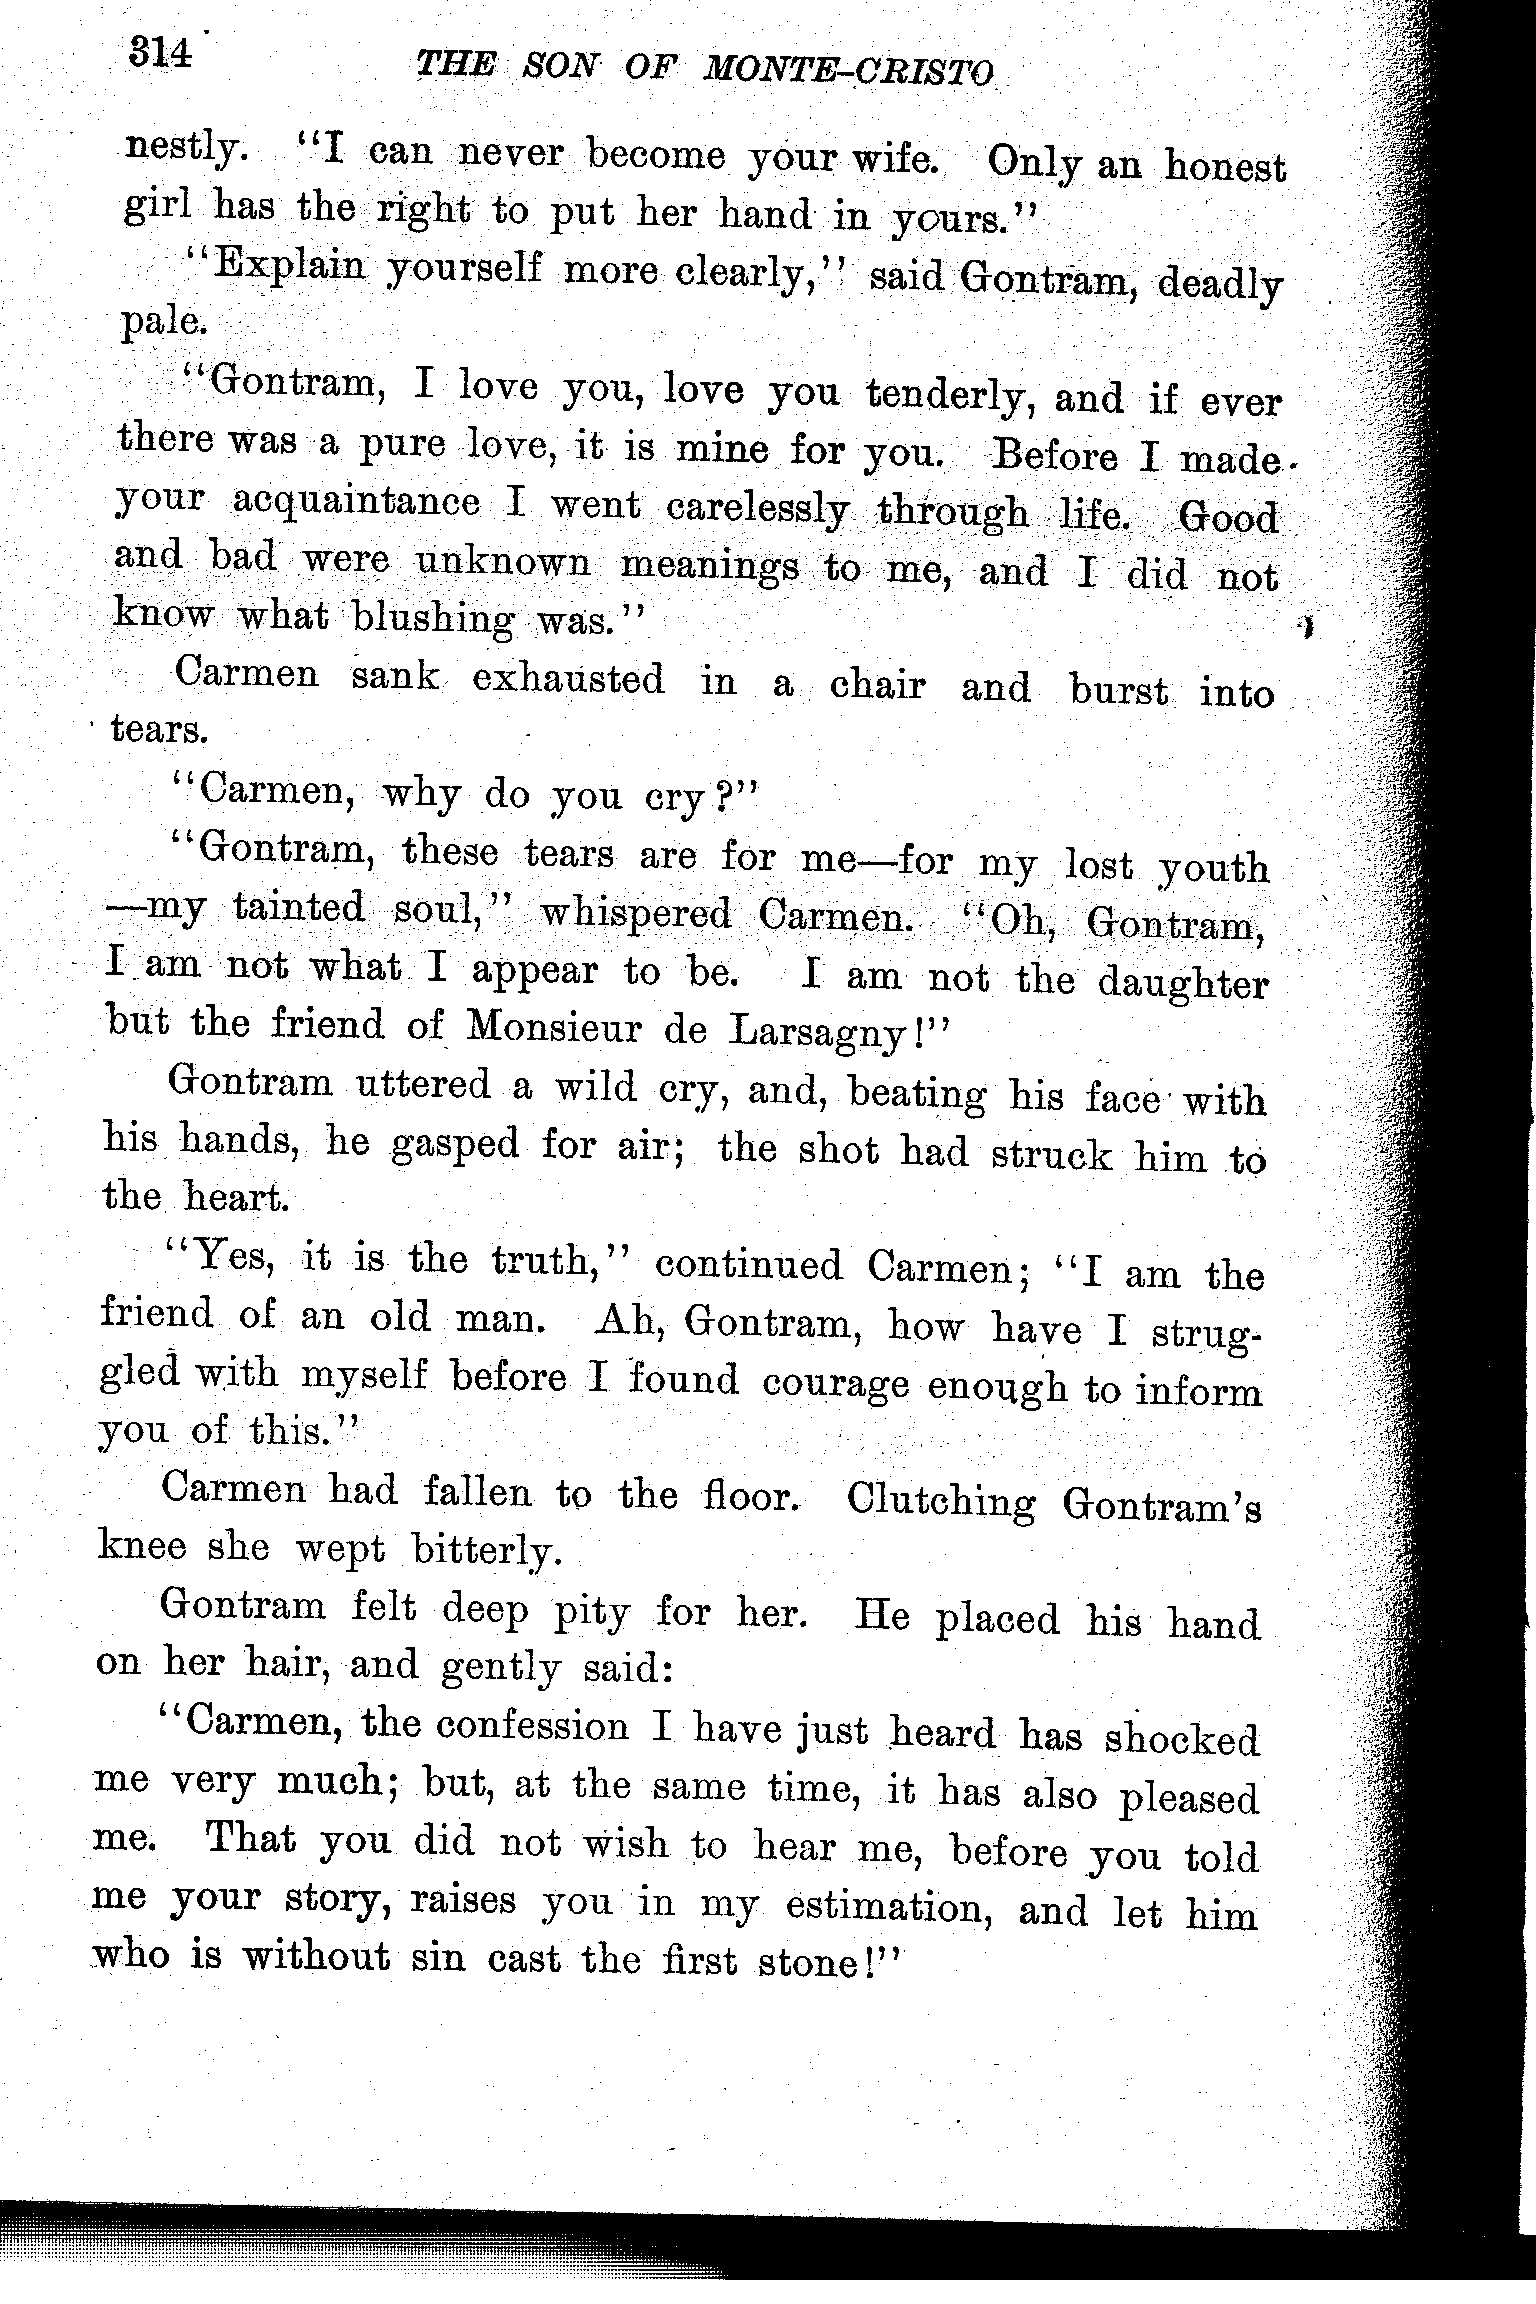 314
THE SON OF MONTE-CRISTO
nestly. "I can never become your wife. Only an honest
girl has the right to put her hand in yours."
"Explain yourself more clearly," said Gontram, deadly
pale.
"Gontram, I love you, love you tenderly, and if ever
there was a pure love, it is mine for you. Before I made
your acquaintance I went carelessly through life. Good
and bad were unknown meanings to me, and I did not
know what blushing was."
Carmen sank exhausted in a chair and burst into
tears.
"Carmen, why do you cry?"
"Gontram, these tears are for me—for my lost youth
—my tainted soul," whispered Carmen. "Oh, Gontram,
I am not what I appear to be. I am not the daughter
but the friend of Monsieur de Larsagny!"
Gontram uttered a wild cry, and, beating his face with
his hands, he gasped for air; the shot had struck him to
the heart.
"Yes, it is the truth," continued Carmen; "I am the
friend of an old man. Ah, Gontram, how have I strug-
gled with myself before I found courage enough to inform
you of this."
Carmen had fallen to the floor. Clutching Gontram's
knee she wept bitterly.
Gontram felt deep pity for her. He placed his hand
on her hair, and gently said:
"Carmen, the confession I have just heard has shocked
me very much; but, at the same time, it has also pleased
me. That you did not wish to hear me, before you told
me your story, raises you in my estimation, and let him
who is without sin cast the first stone!"